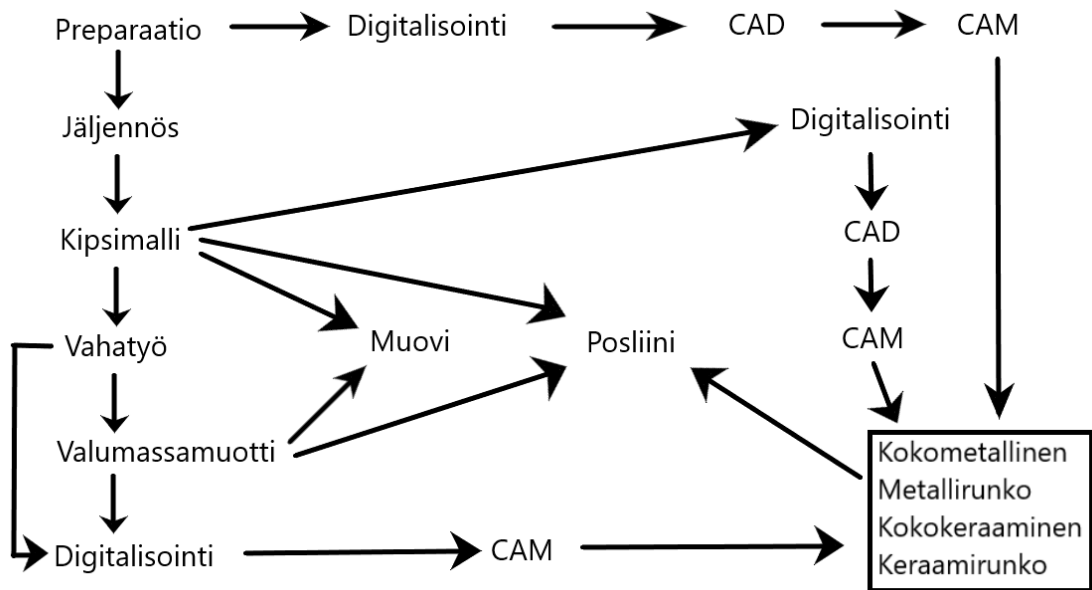 Preparaatio
Digitalisointi
CAD
CAM
Jäljennös
Digitalisointi
Kipsimalli
CAD
Vahatyö
Muovi
Posliini
CAM
Valumassamuotti
Kokometallinen
Metallirunko
Kokokeraaminen
Keraamirunko
Digitalisointi
CAM